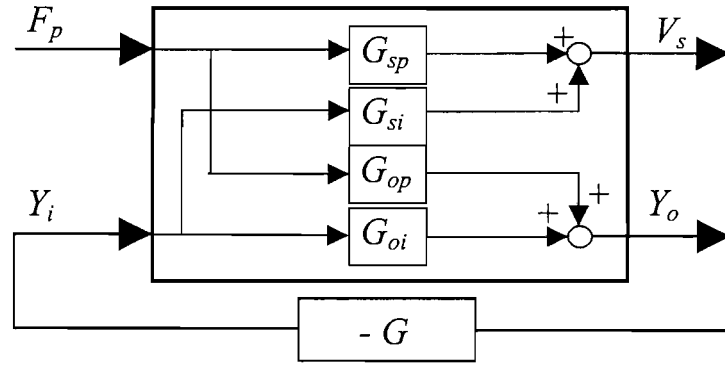 F_p
G_sp
+
V_s
+
G_si
G_op
+
Y_i
G_oi
+
Y_o
- G